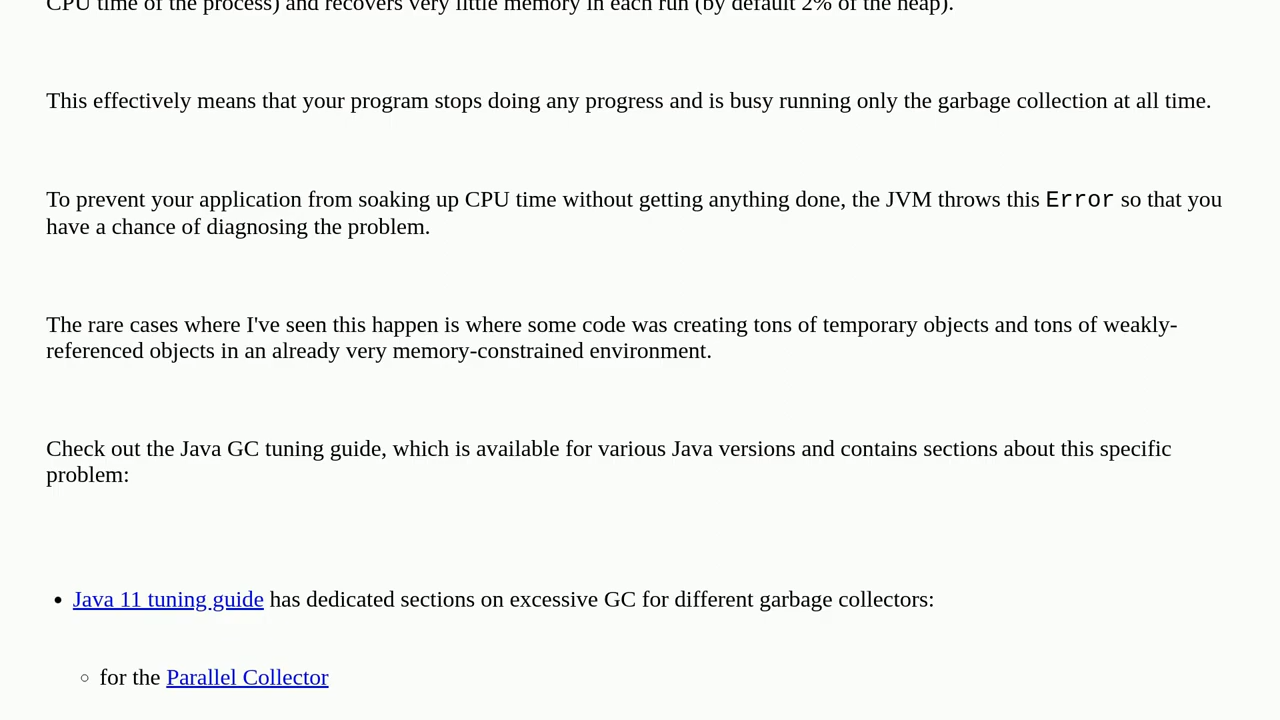 CPU time of the process) and recovers very little memory in each run (by default 2% of the heap).
This effectively means that your program stops doing any progress and is busy running only the garbage collection at all time.
To prevent your application from soaking up CPU time without getting anything done, the JVM throws this Error so that you
have a chance of diagnosing the problem.
The rare cases where I've seen this happen is where some code was creating tons of temporary objects and tons of weakly-
referenced objects in an already very memory-constrained environment.
Check out the Java GC tuning guide, which is available for various Java versions and contains sections about this specific
problem:
• Java 11 tuning guide has dedicated sections on excessive GC for different garbage collectors:
◦ for the Parallel Collector